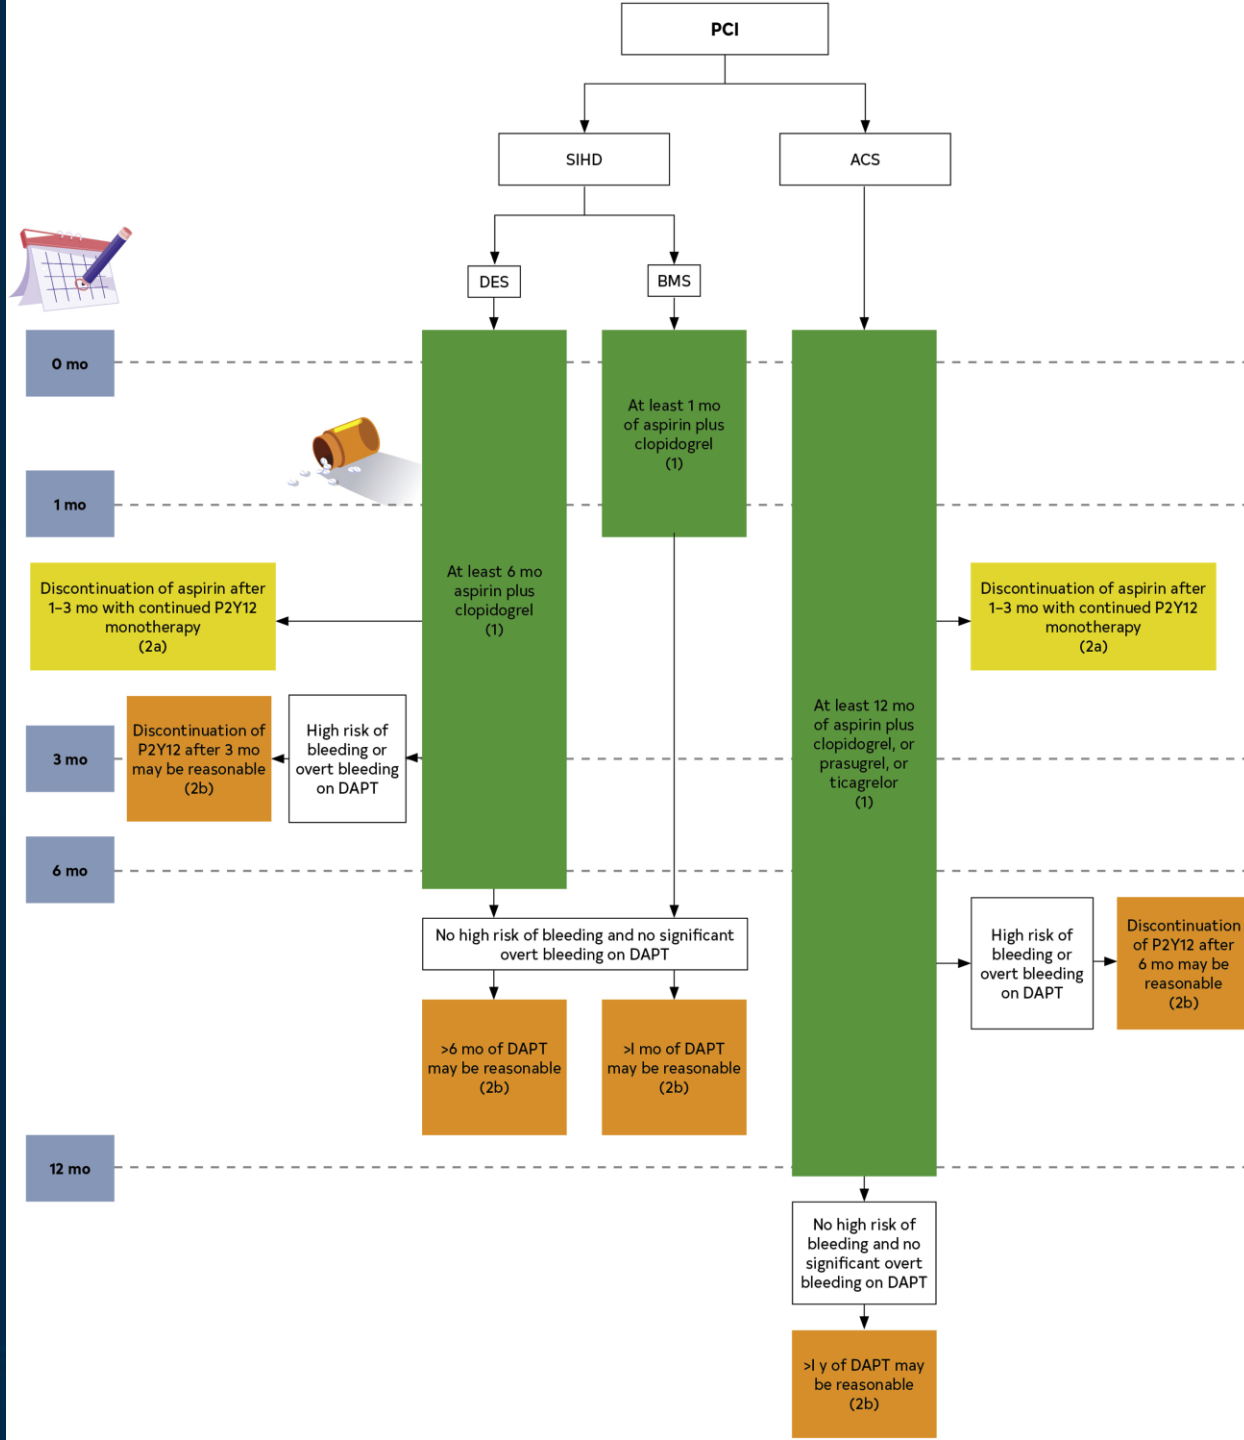 PCI
SIHD
ACS
DES
BMS
0 mo
At least 1 mo
of aspirin plus
clopidogrel
(1)
1 mo
At least 6 mo
aspirin plus
clopidogrel
(1)
Discontinuation of aspirin after
1–3 mo with continued P2Y12
monotherapy
(2a)
Discontinuation of aspirin after
1–3 mo with continued P2Y12
monotherapy
(2a)
At least 12 mo
of aspirin plus
clopidogrel, or
prasugrel, or
ticagrelor
(1)
3 mo
Discontinuation of
P2Y12 after 3 mo
may be reasonable
(2b)
High risk of
bleeding or
overt bleeding
on DAPT
6 mo
No high risk of bleeding and no significant
overt bleeding on DAPT
High risk of
bleeding or
overt bleeding
on DAPT
Discontinuation
of P2Y12 after
6 mo may be
reasonable
(2b)
>6 mo of DAPT
may be reasonable
(2b)
>l mo of DAPT
may be reasonable
(2b)
12 mo
No high risk of
bleeding and no
significant overt
bleeding on DAPT
>l y of DAPT may
be reasonable
(2b)